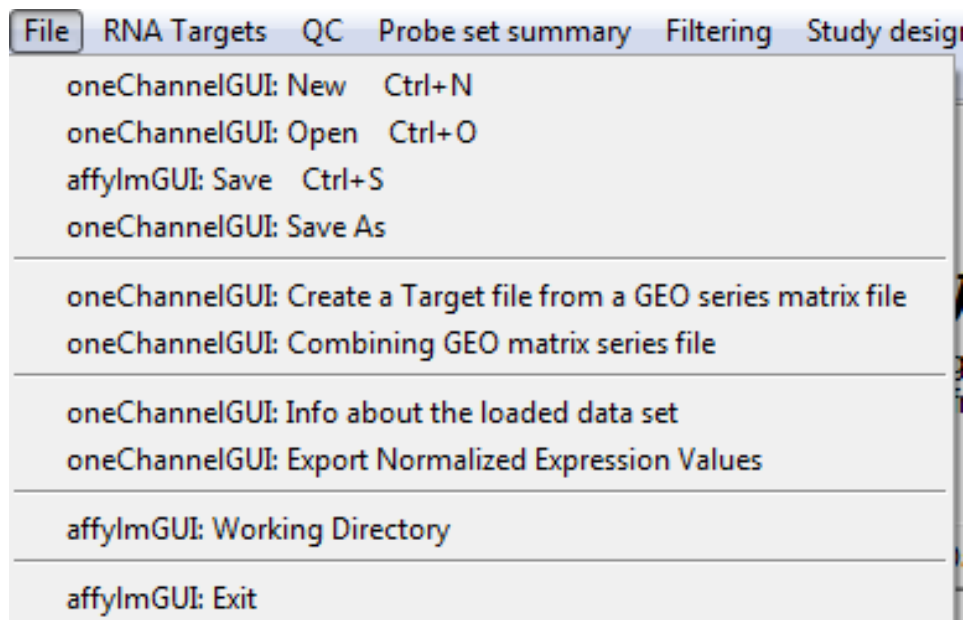 File RNA Targets QC Probe set summary Filtering Study design
oneChannelGUI: New Ctrl+N
oneChannelGUI: Open Ctrl+O
affylmGUI: Save Ctrl+S
oneChannelGUI: Save As
oneChannelGUI: Create a Target file from a GEO series matrix file
oneChannelGUI: Combining GEO matrix series file
oneChannelGUI: Info about the loaded data set
oneChannelGUI: Export Normalized Expression Values
affylmGUI: Working Directory
affylmGUI: Exit